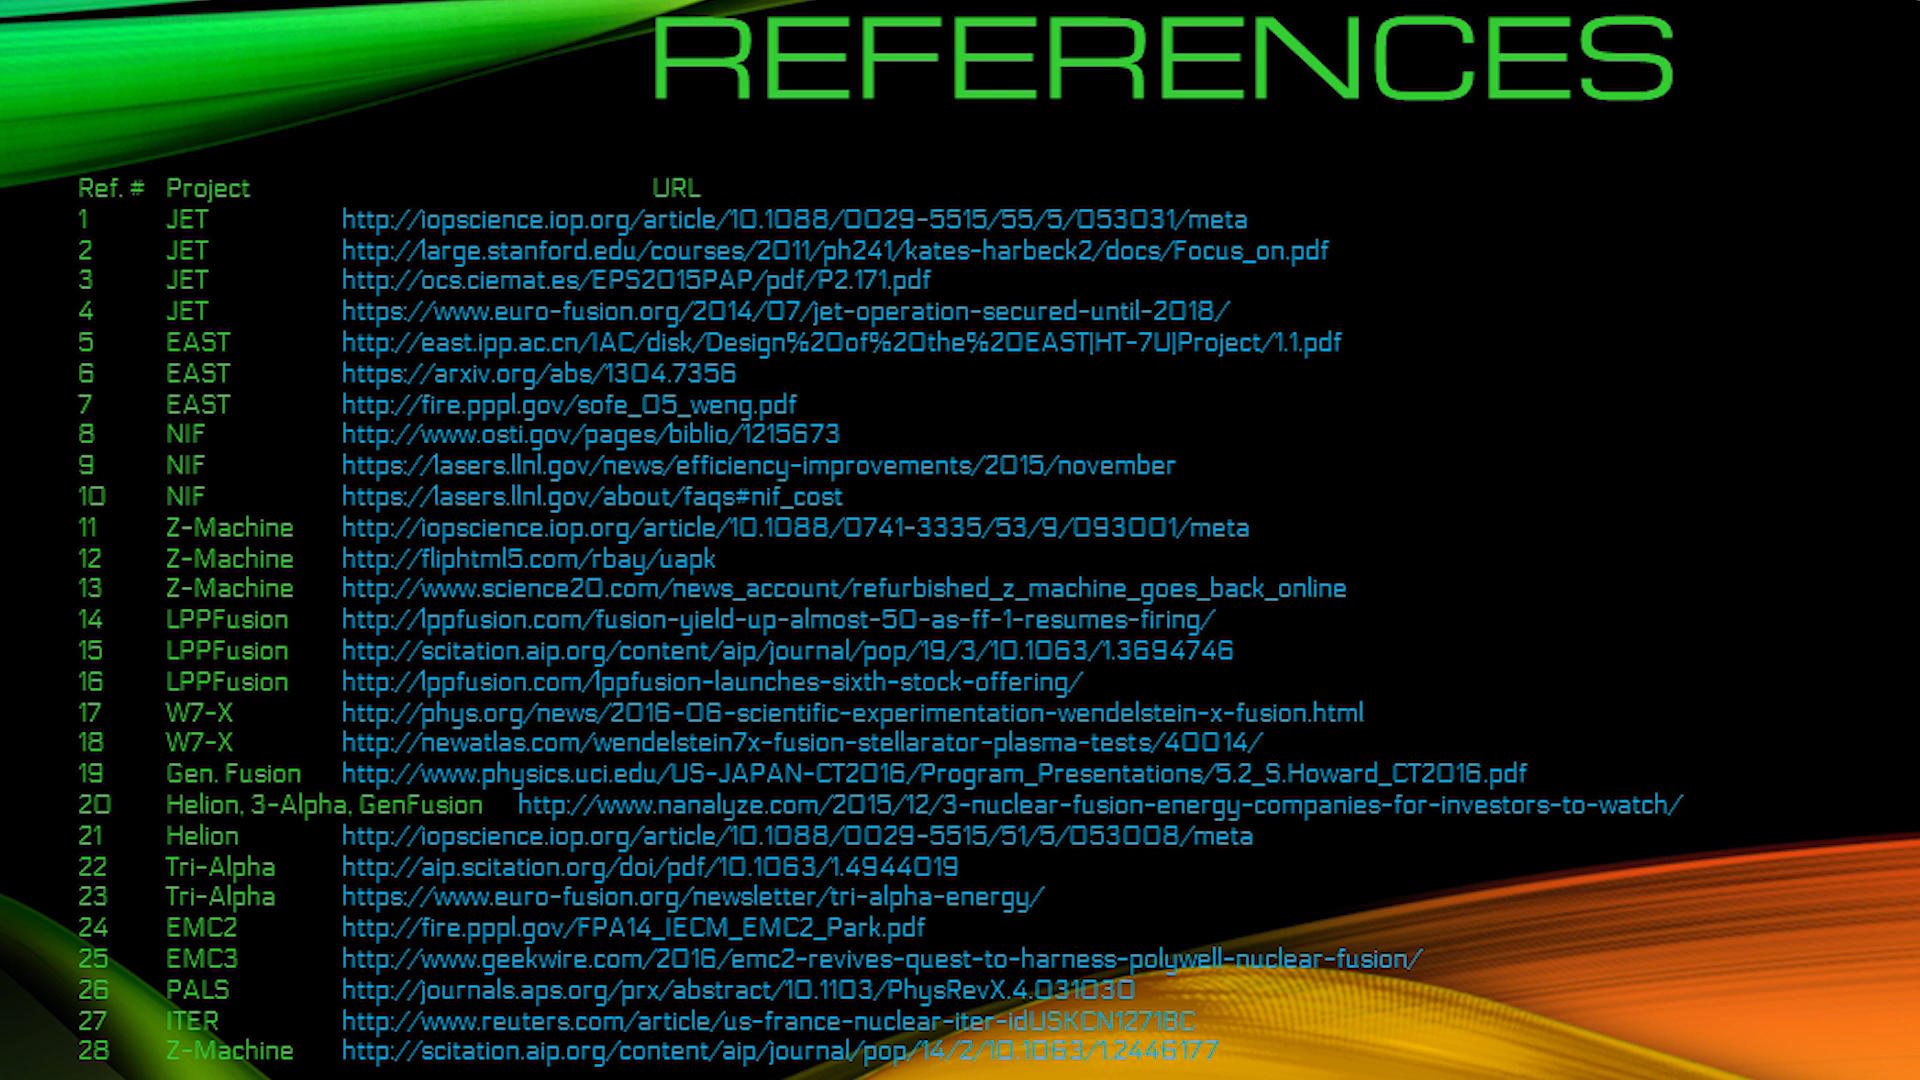 REFERENCES
Ref. # Project URL
1 JET http://iopscience.iop.org/article/10.1088/0029-5515/55/5/053031/meta
2 JET http://large.stanford.edu/courses/2011/ph241/kates-harbeck2/docs/Focus_on.pdf
3 JET http://ocs.ciemat.es/EPS2015PAP/pdf/P2.171.pdf
4 JET https://www.euro-fusion.org/2014/07/jet-operation-secured-until-2018/
5 EAST http://east.ipp.ac.cn/IAC/disk/Design%20of%20the%20EAST|HT-7U|Project/1.1.pdf
6 EAST https://arxiv.org/abs/1304.7356
7 EAST http://fire.pppl.gov/sofe_05_weng.pdf
8 NIF http://www.osti.gov/pages/biblio/1215673
9 NIF https://lasers.llnl.gov/news/efficiency-improvements/2015/november
10 NIF https://lasers.llnl.gov/about/faqs#nif_cost
11 Z-Machine http://iopscience.iop.org/article/10.1088/0741-3335/53/9/093001/meta
12 Z-Machine http://fliphtml5.com/rbay/uapk
13 Z-Machine http://www.science20.com/news_account/refurbished_z_machine_goes_back_online
14 LPPFusion http://lppfusion.com/fusion-yield-up-almost-50-as-ff-1-resumes-firing/
15 LPPFusion http://scitation.aip.org/content/aip/journal/pop/19/3/10.1063/1.3694746
16 LPPFusion http://lppfusion.com/lppfusion-launches-sixth-stock-offering/
17 W7-X http://phys.org/news/2016-06-scientific-experimentation-wendelstein-x-fusion.html
18 W7-X http://newatlas.com/wendelstein7x-fusion-stellarator-plasma-tests/40014/
19 Gen. Fusion http://www.physics.uci.edu/US-JAPAN-CT2016/Program_Presentations/5.2_S.Howard_CT2016.pdf
20 Helion, 3-Alpha, GenFusion http://www.nanalyze.com/2015/12/3-nuclear-fusion-energy-companies-for-investors-to-watch/
21 Helion http://iopscience.iop.org/article/10.1088/0029-5515/51/5/053008/meta
22 Tri-Alpha http://aip.scitation.org/doi/pdf/10.1063/1.4944019
23 Tri-Alpha https://www.euro-fusion.org/newsletter/tri-alpha-energy/
24 EMC2 http://fire.pppl.gov/FPA14_IECM_EMC2_Park.pdf
25 EMC3 http://www.geekwire.com/2016/emc2-revives-quest-to-harness-polywell-nuclear-fusion/
26 PALS http://journals.aps.org/prx/abstract/10.1103/PhysRevX.4.031030
27 ITER http://www.reuters.com/article/us-france-nuclear-iter-idUSKCN1271BC
28 Z-Machine http://scitation.aip.org/content/aip/journal/pop/14/2/10.1063/1.2446177